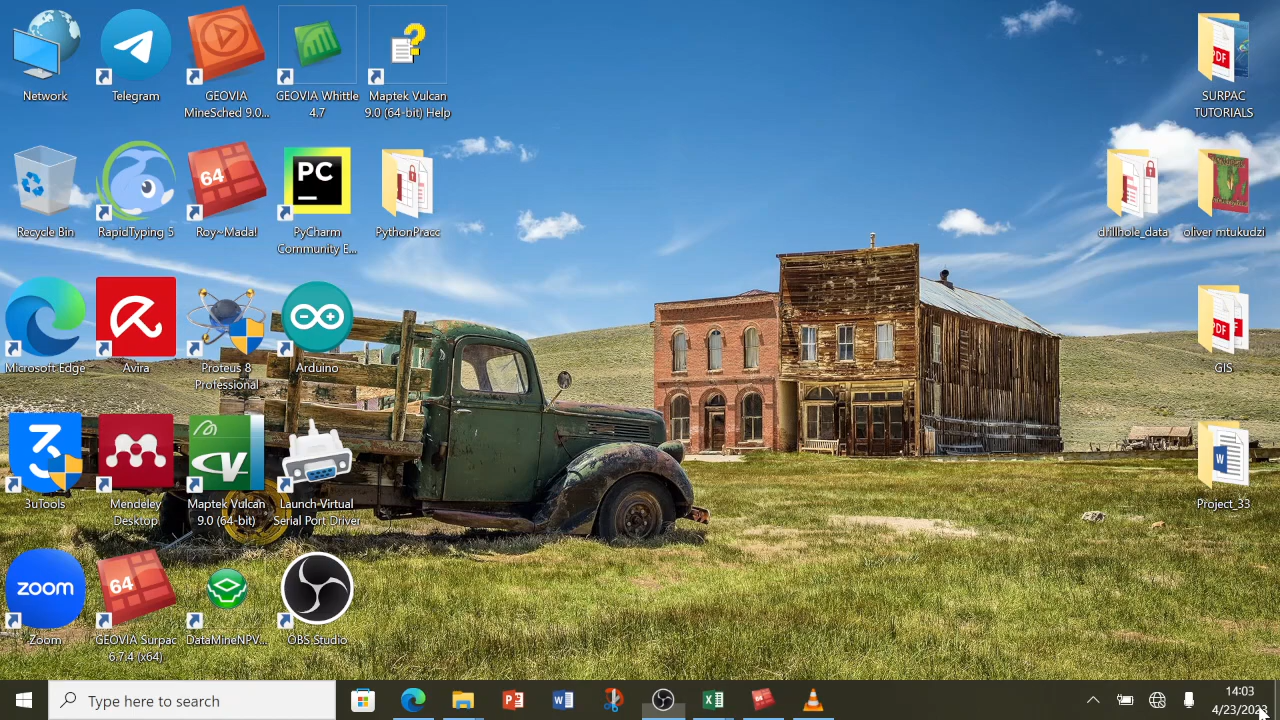 Network
Telegram
GEOVIA
MineSched 9.0...
GEOVIA Whittle
4.7
Maptek Vulcan
9.0 (64-bit) Help
SURPAC
TUTORIALS
PDF
64
PC
Recycle Bin
RapidTyping 5
Roy~Mada!
PyCharm
Community E...
PythonPracc
drillhole_data
oliver mtukudzi
Microsoft Edge
Avira
Proteus 8
Professional
Arduino
PDF
GIS
3uTools
Mendeley
Desktop
Maptek Vulcan
9.0 (64-bit)
Launch Virtual
Serial Port Driver
Project_33
zoom
64
Zoom
GEOVIA Surpac
6.7.4 (x64)
DataMineNPV...
OBS Studio
Type here to search
14:03